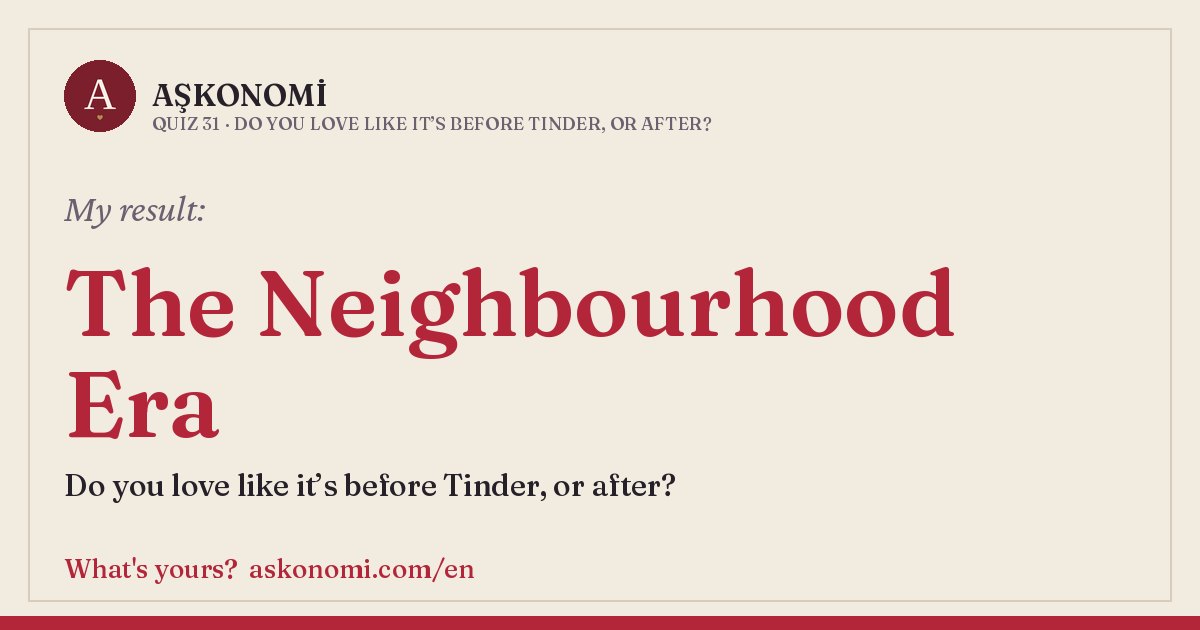 A
AŞKONOMİ
QUIZ 31 · DO YOU LOVE LIKE IT’S BEFORE TINDER, OR AFTER?
My result:
The Neighbourhood
Era
Do you love like it’s before Tinder, or after?
What's yours? askonomi.com/en